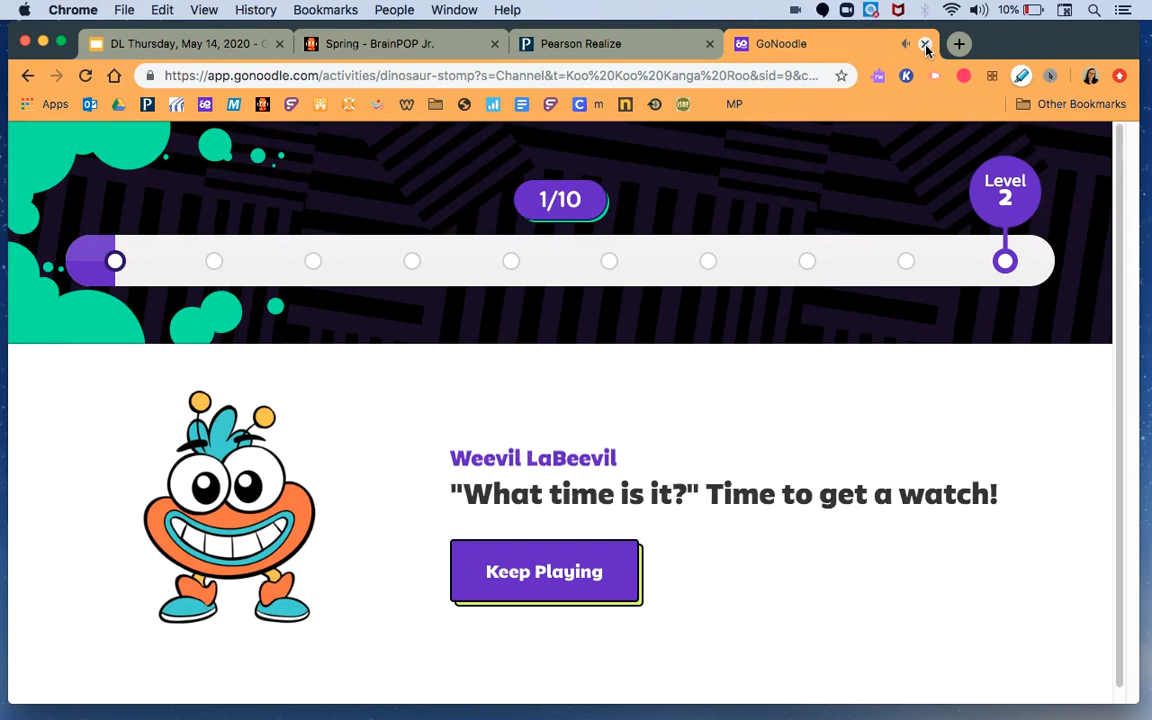 Chrome File Edit View History Bookmarks People Window Help 10%
DL Thursday, May 14, 2020 - G Spring - BrainPOP Jr. Pearson Realize GoNoodle
https://app.gonoodle.com/activities/dinosaur-stomp?s=Channel&t=Koo%20Koo%20Kanga%20Roo&sid=9&c...
Apps m MP Other Bookmarks
1/10
Level
2
Weevil LaBeevil
"What time is it?" Time to get a watch!
Keep Playing